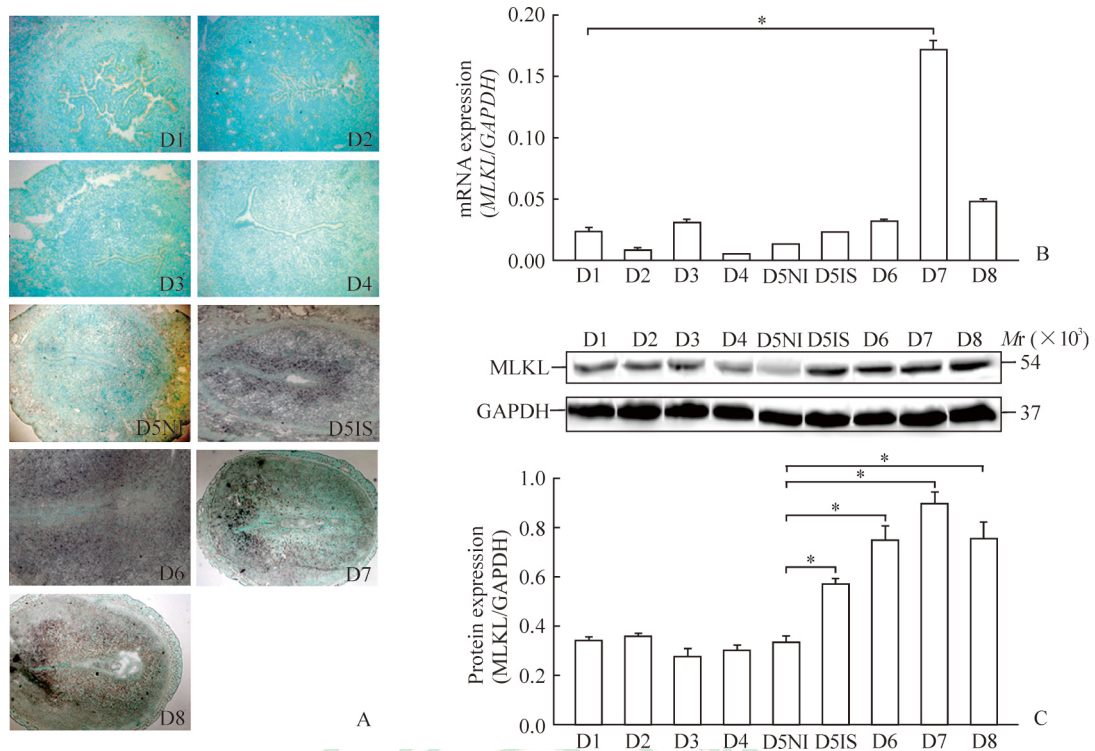 D1
D2
D3
D4
D5NI
D5IS
D6
D7
D8
A
mRNA expression
(MLKL/GAPDH)
0.20
0.15
0.10
0.05
0.00
*
D1 D2 D3 D4 D5NI D5IS D6 D7 D8
B
D1 D2 D3 D4 D5NI D5IS D6 D7 D8 Mr (×10³)
MLKL 54
GAPDH 37
Protein expression
(MLKL/GAPDH)
1.0
0.8
0.6
0.4
0.2
0.0
*
*
*
*
D1 D2 D3 D4 D5NI D5IS D6 D7 D8
C